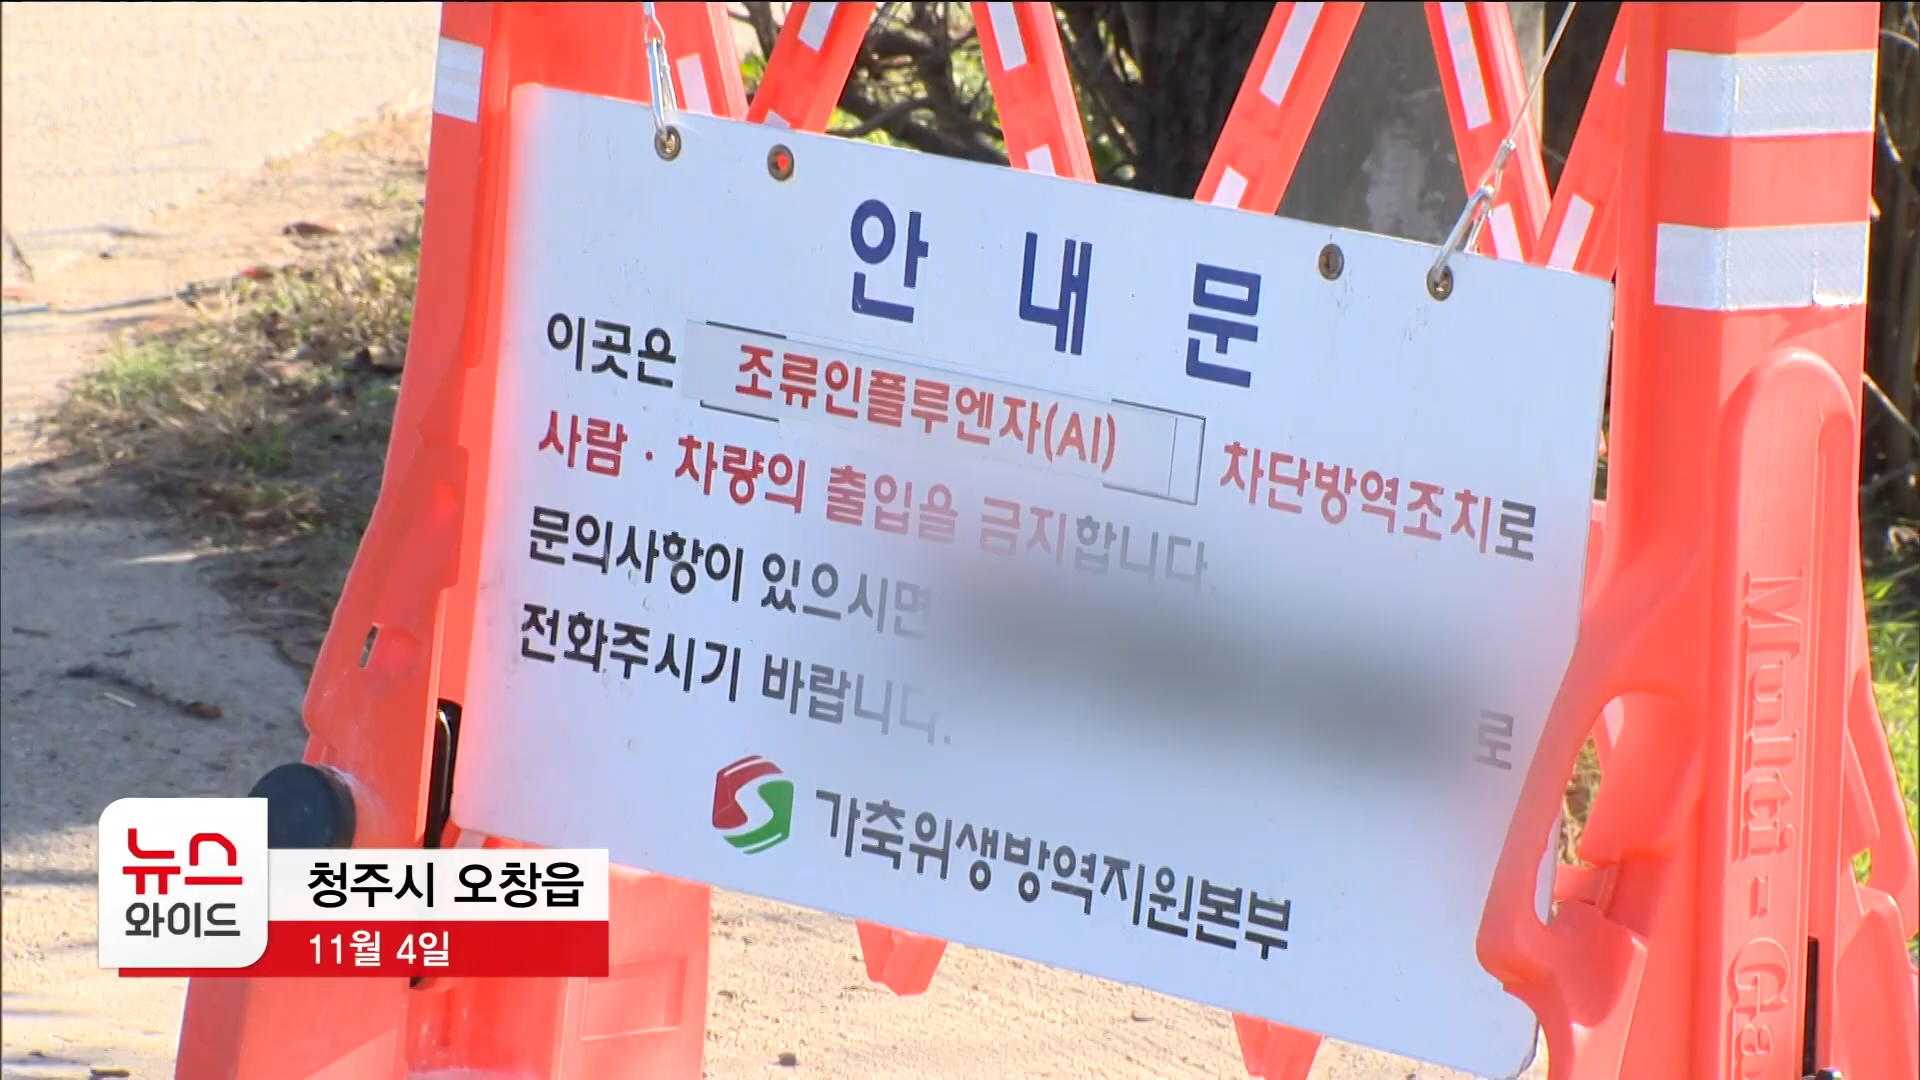 안 내 문
이곳은 조류인플루엔자(AI) 차단방역조치로
사람·차량의 출입을 금지합니다.
문의사항이 있으시면 로
전화주시기 바랍니다.
가축위생방역지원본부
Multi-Ga
뉴스
와이드
청주시 오창읍
11월 4일